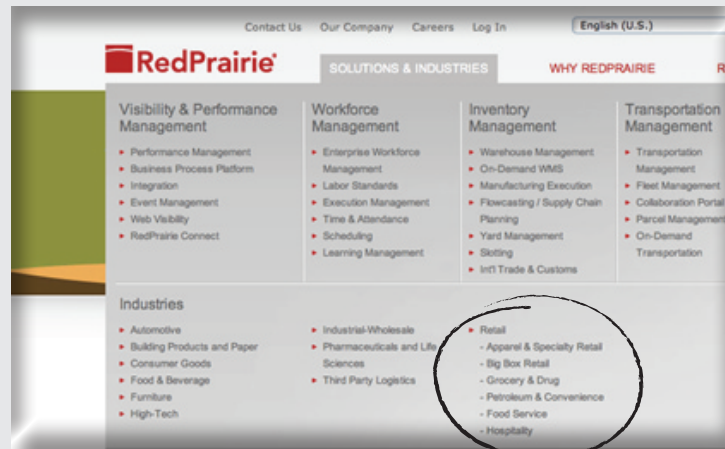 Contact Us Our Company Careers Log In English (U.S.)
RedPrairie SOLUTIONS & INDUSTRIES WHY REDPRAIRIE R
Visibility & Performance
Management
Performance Management
Business Process Platform
Integration
Event Management
Web Visibility
RedPrairie Connect
Workforce
Management
Enterprise Workforce
Management
Labor Standards
Execution Management
Time & Attendance
Scheduling
Learning Management
Inventory
Management
Warehouse Management
On-Demand WMS
Manufacturing Execution
Flowcasting / Supply Chain
Planning
Yard Management
Slotting
Int'l Trade & Customs
Transportation
Management
Transportation
Management
Fleet Management
Collaboration Portal
Parcel Management
On-Demand
Transportation
Industries
Automotive
Building Products and Paper
Consumer Goods
Food & Beverage
Furniture
High-Tech
Industrial-Wholesale
Pharmaceuticals and Life
Sciences
Third Party Logistics
Retail
- Apparel & Specialty Retail
- Big Box Retail
- Grocery & Drug
- Petroleum & Convenience
- Food Service
- Hospitality